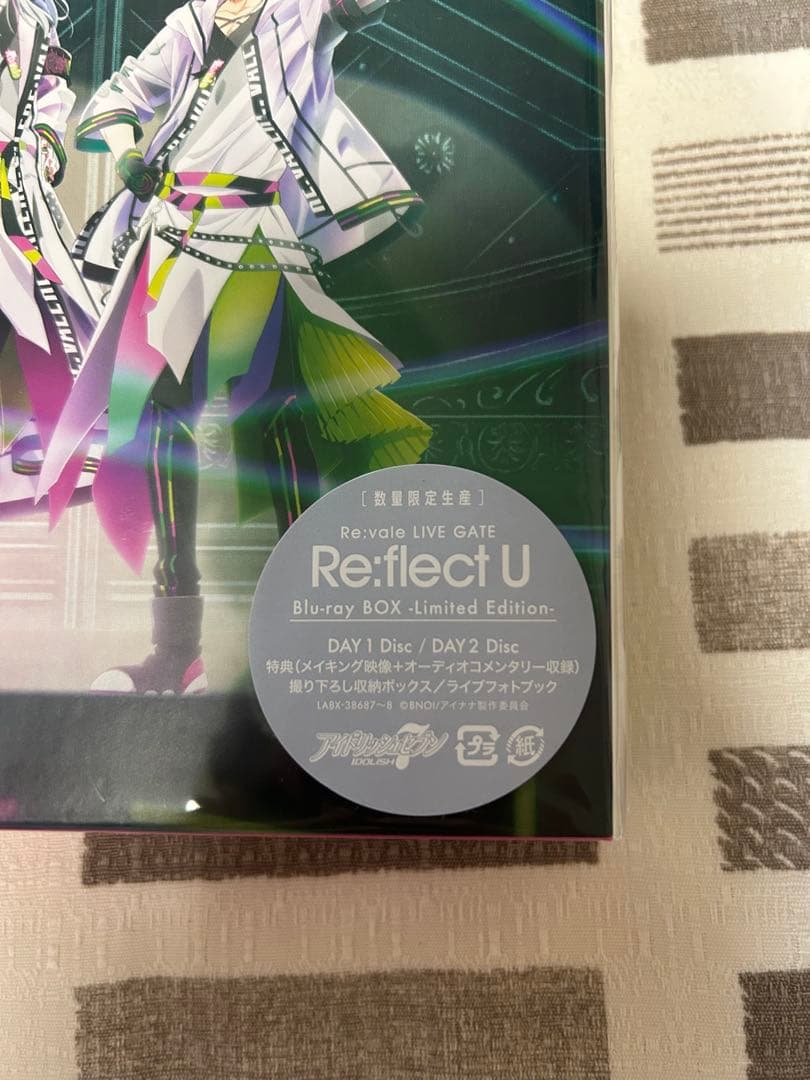 [数量限定生産]
Re:vale LIVE GATE
Re:flect U
Blu-ray BOX -Limited Edition-
DAY 1 Disc / DAY 2 Disc
特典(メイキング映像+オーディオコメンタリー収録)
撮り下ろし収納ボックス/ライブフォトブック
LABX-38687〜8 ©BNOI/アイナナ製作委員会
アイドリッシュセブン
IDOLiSH7
プラ
紙